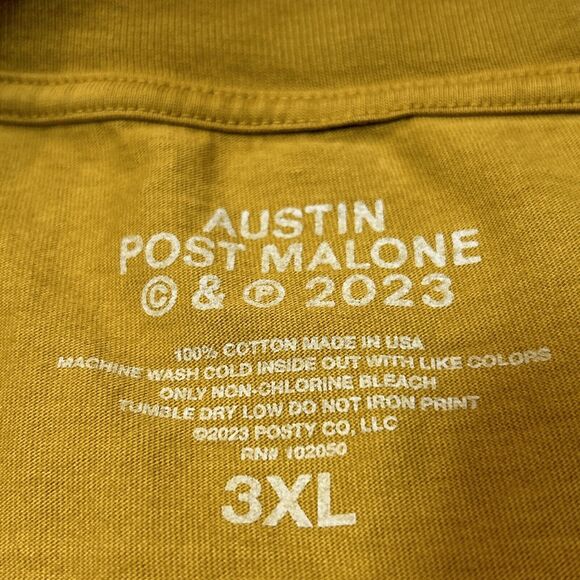 AUSTIN
POST MALONE
© & ℗ 2023
100% COTTON MADE IN USA
MACHINE WASH COLD INSIDE OUT WITH LIKE COLORS
ONLY NON-CHLORINE BLEACH
TUMBLE DRY LOW DO NOT IRON PRINT
©2023 POSTY CO, LLC
RN# 102050
3XL